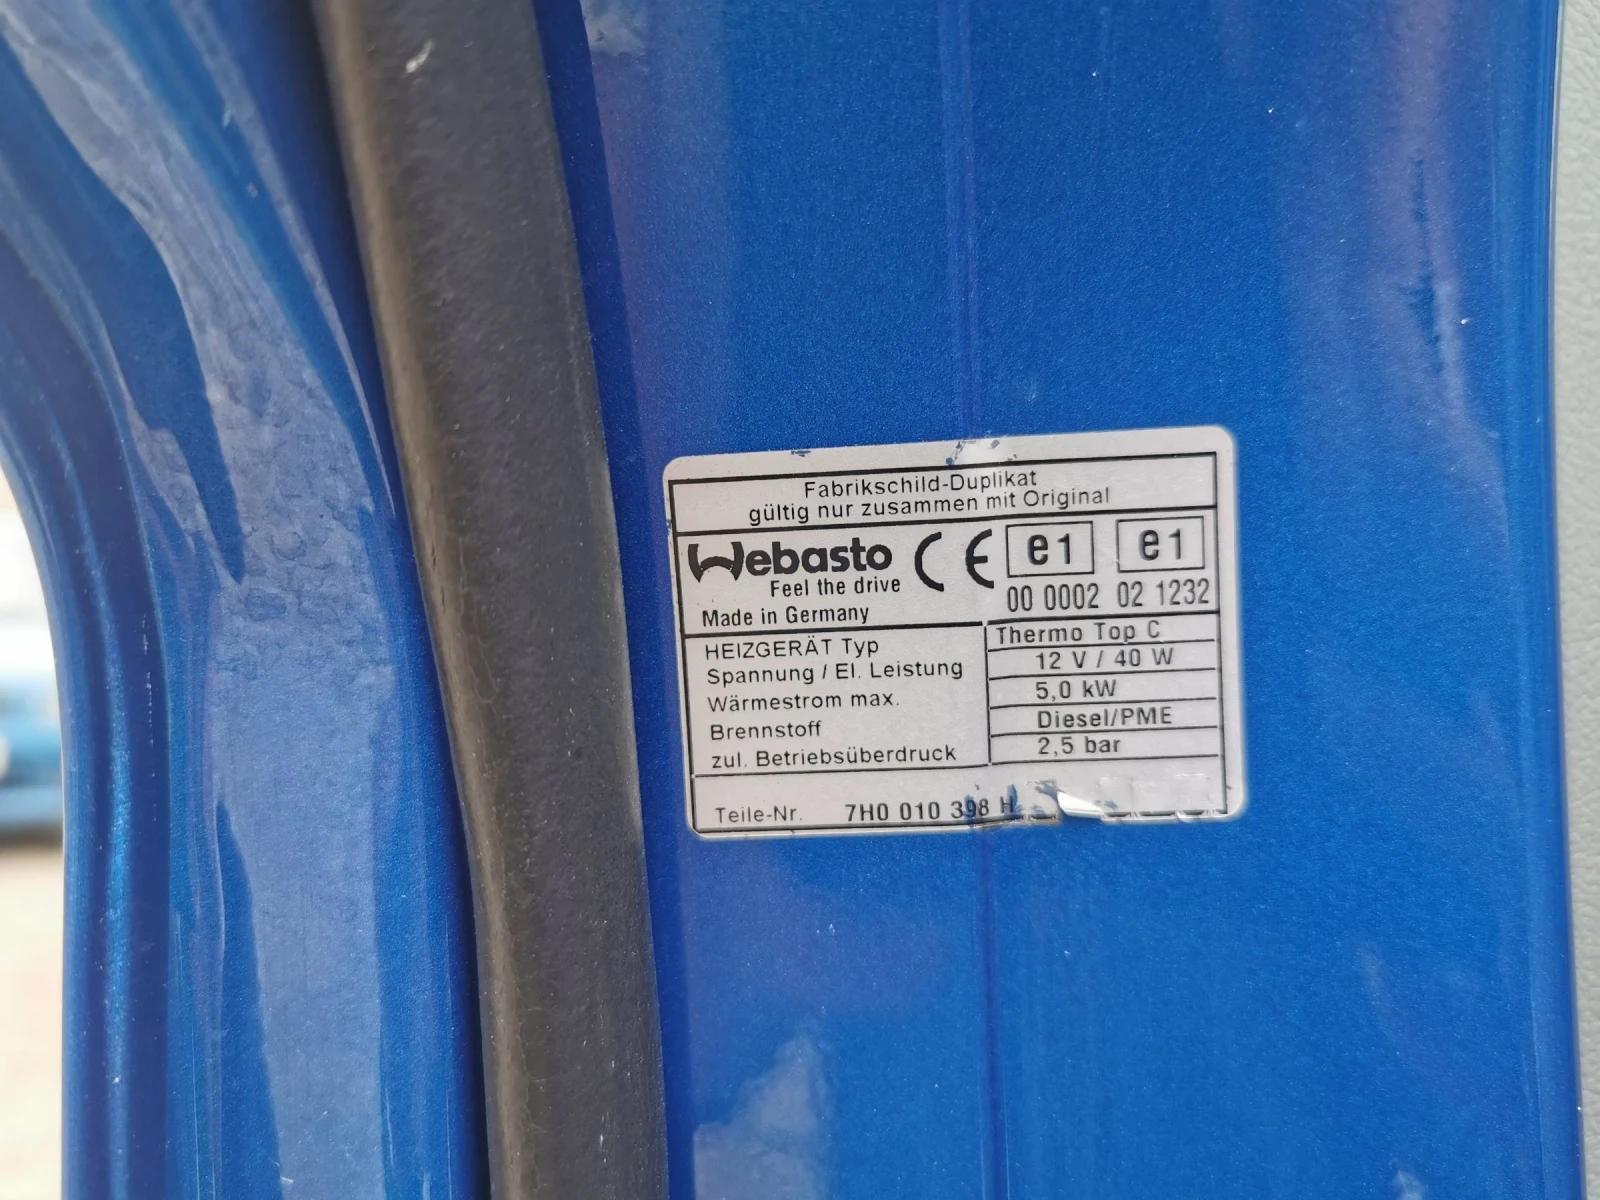 Fabrikschild-Duplikat
gültig nur zusammen mit Original
Webasto CE e1 e1
Feel the drive
00 0002 02 1232
Made in Germany
HEIZGERÄT Typ Thermo Top C
Spannung / El. Leistung 12 V / 40 W
Wärmestrom max. 5,0 kW
Brennstoff Diesel/PME
zul. Betriebsüberdruck 2,5 bar
Teile-Nr. 7H0 010 398 H